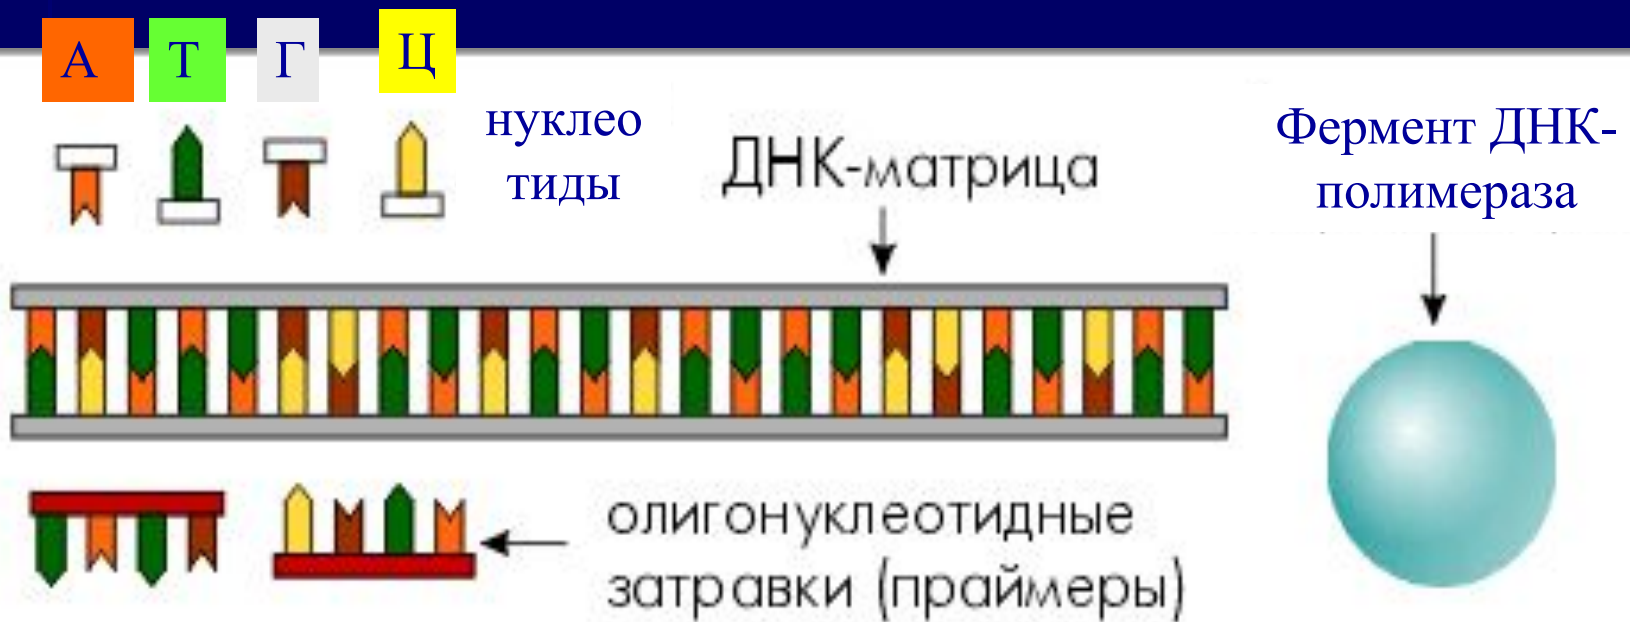 А Т Г Ц
нуклео
тиды
ДНК-матрица
Фермент ДНК-
полимераза
олигонуклеотидные
затравки (праймеры)